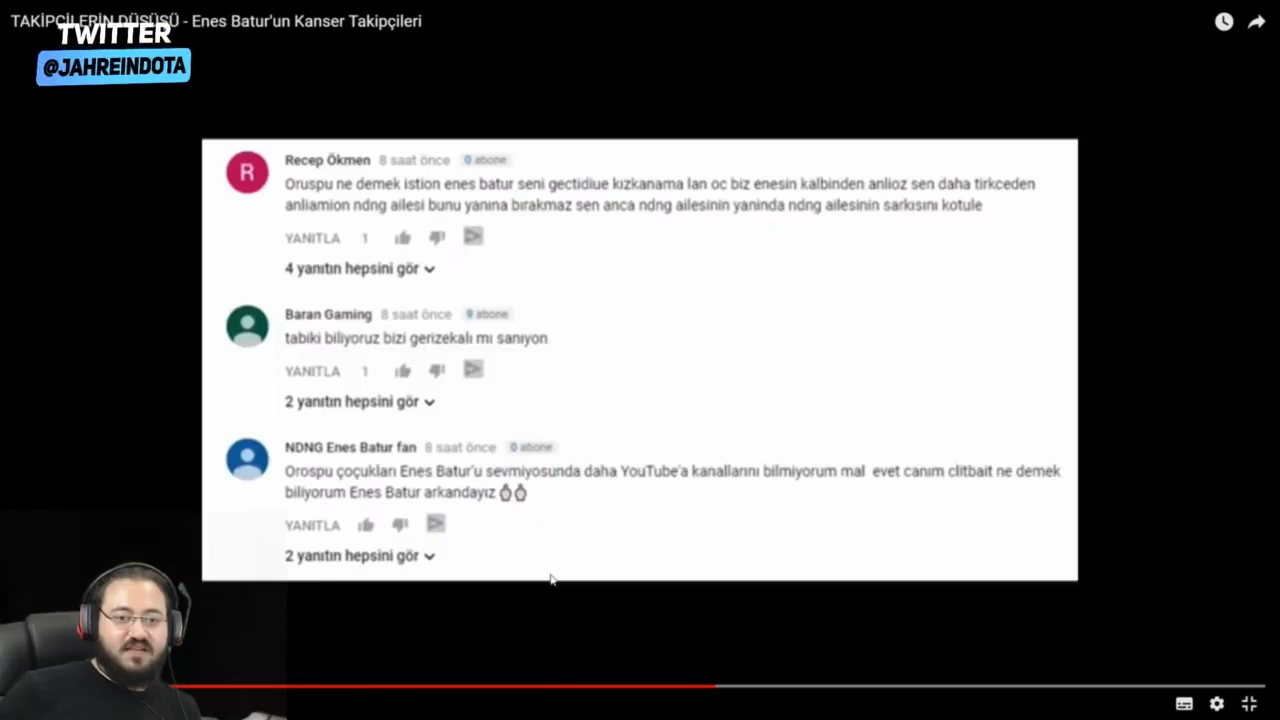 TAKİPÇİLERİN DÜŞÜŞÜ - Enes Batur'un Kanser Takipçileri
TWITTER
@JAHREINDOTA
R
Recep Ökmen 8 saat önce 0 abone
Oruspu ne demek istion enes batur seni gectidiue kızkanama lan oc biz enesin kalbinden anlioz sen daha tirkceden
anliamion ndng ailesi bunu yanına bırakmaz sen anca ndng ailesinin yaninda ndng ailesinin sarkısını kotule
YANITLA 1
4 yanıtın hepsini gör
Baran Gaming 8 saat önce 9 abone
tabiki biliyoruz bizi gerizekalı mı sanıyon
YANITLA 1
2 yanıtın hepsini gör
NDNG Enes Batur fan 8 saat önce 0 abone
Orospu çoçukları Enes Batur'u sevmiyosunda daha YouTube'a kanallarını bilmiyorum mal evet canım clitbait ne demek
biliyorum Enes Batur arkandayız
YANITLA
2 yanıtın hepsini gör